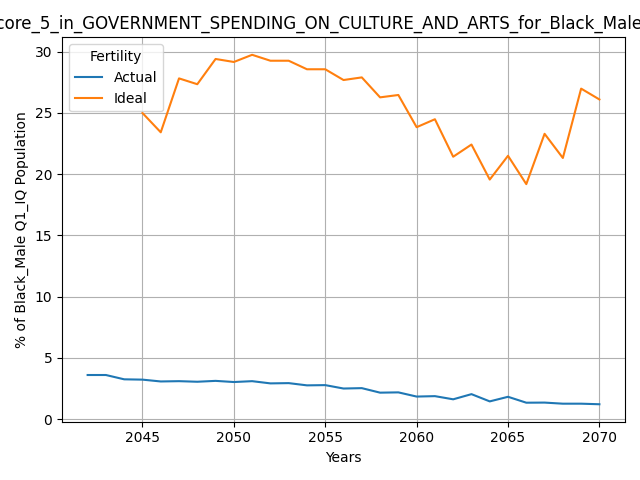 core_5_in_GOVERNMENT_SPENDING_ON_CULTURE_AND_ARTS_for_Black_Male
Fertility
Actual
Ideal
30
25
20
15
10
5
0
% of Black_Male Q1_IQ Population
2045 2050 2055 2060 2065 2070
Years